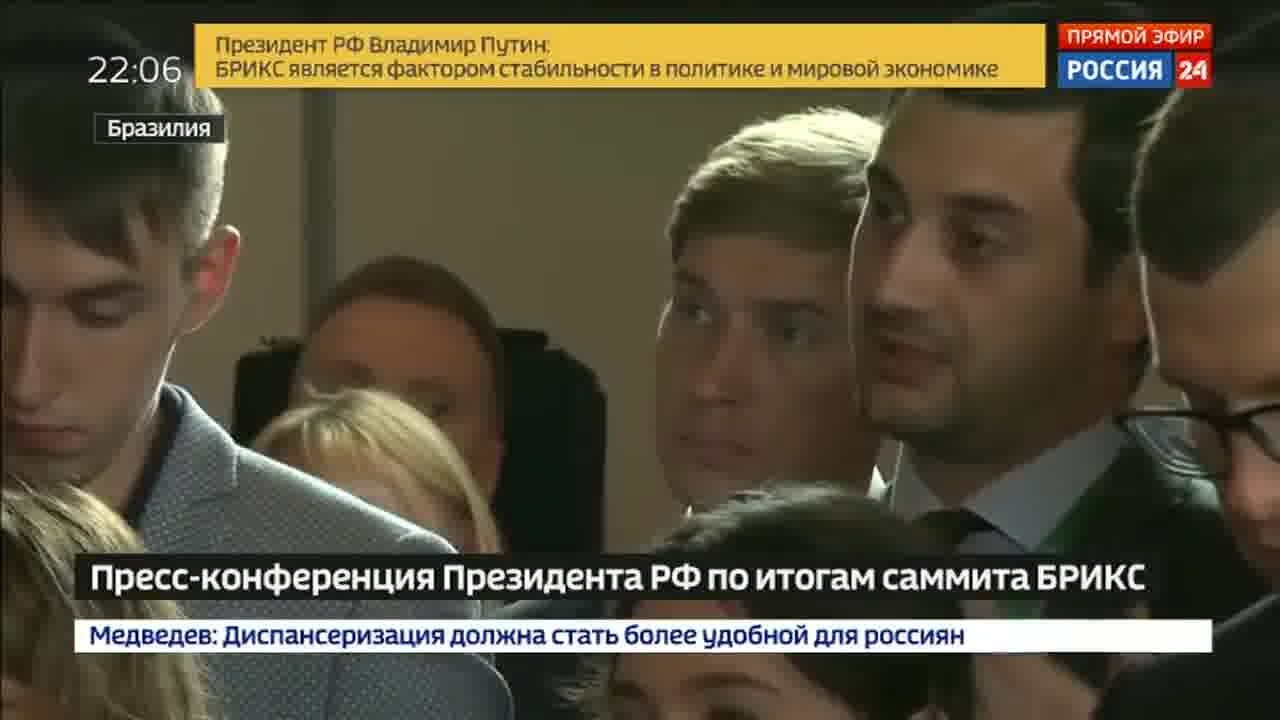 22:06
Президент РФ Владимир Путин:
БРИКС является фактором стабильности в политике и мировой экономике
ПРЯМОЙ ЭФИР
РОССИЯ 24
Бразилия
Пресс-конференция Президента РФ по итогам саммита БРИКС
Медведев: Диспансеризация должна стать более удобной для россиян